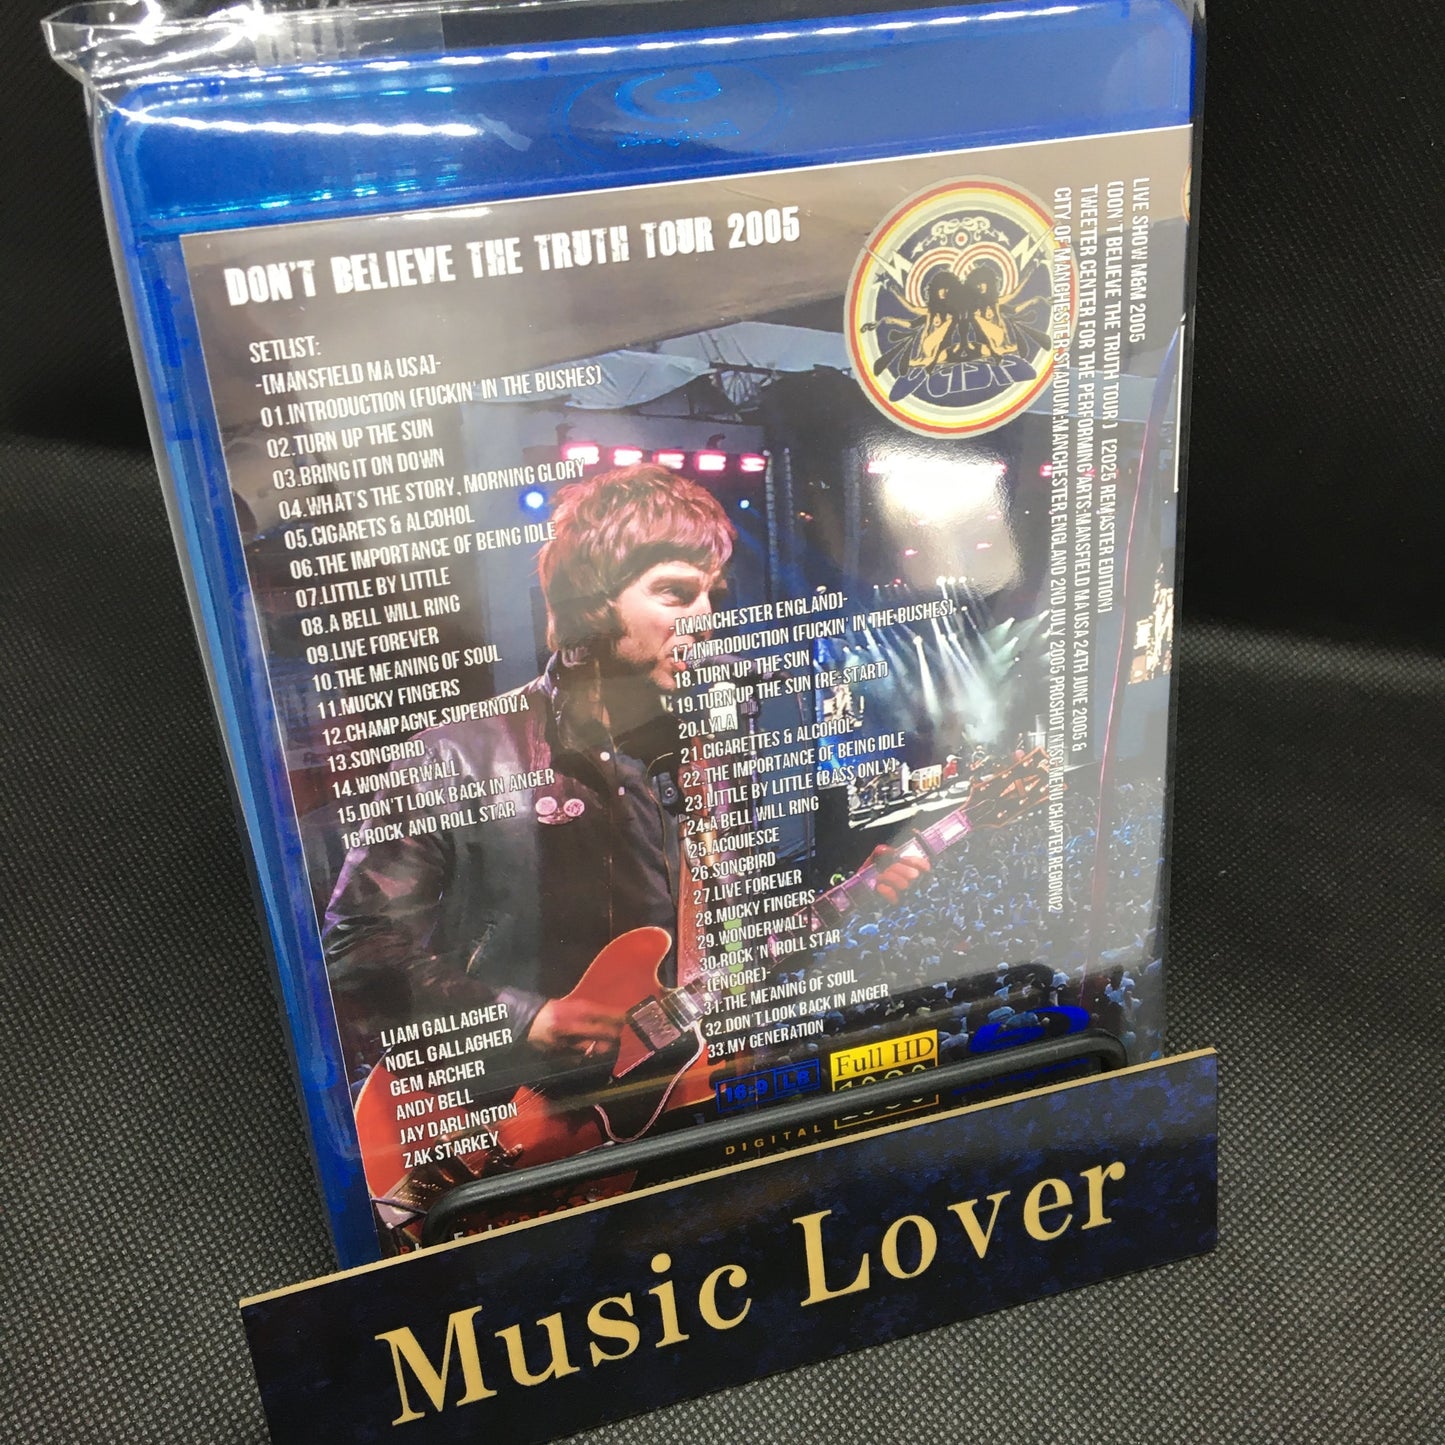 DON'T BELIEVE THE TRUTH TOUR 2005
SETLIST:
-[MANSFIELD MA USA]-
01.INTRODUCTION (FUCKIN' IN THE BUSHES)
02.TURN UP THE SUN
03.BRING IT ON DOWN
04.WHAT'S THE STORY, MORNING GLORY
05.CIGARETS & ALCOHOL
06.THE IMPORTANCE OF BEING IDLE
07.LITTLE BY LITTLE
08.A BELL WILL RING
09.LIVE FOREVER
10.THE MEANING OF SOUL
11.MUCKY FINGERS
12.CHAMPAGNE SUPERNOVA
13.SONGBIRD
14.WONDERWALL
15.DON'T LOOK BACK IN ANGER
16.ROCK AND ROLL STAR
-[MANCHESTER ENGLAND]-
17.INTRODUCTION (FUCKIN' IN THE BUSHES)
18.TURN UP THE SUN
19.TURN UP THE SUN (RE-START)
20.LYLA
21.CIGARETTES & ALCOHOL
22.THE IMPORTANCE OF BEING IDLE
23.LITTLE BY LITTLE (BASS ONLY)
24.A BELL WILL RING
25.ACQUIESCE
26.SONGBIRD
27.LIVE FOREVER
28.MUCKY FINGERS
29.WONDERWALL
30.ROCK 'N' ROLL STAR
-(ENCORE)-
31.THE MEANING OF SOUL
32.DON'T LOOK BACK IN ANGER
33.MY GENERATION
LIAM GALLAGHER
NOEL GALLAGHER
GEM ARCHER
ANDY BELL
JAY DARLINGTON
ZAK STARKEY
LIVE SHOW M&M 2005
(DON'T BELIEVE THE TRUTH TOUR) [2025 REMASTER EDITION]
TWEETER CENTER FOR THE PERFORMING ARTS:MANSFIELD MA USA 24TH JUNE 2005 &
CITY OF MANCHESTER STADIUM:MANCHESTER,ENGLAND 2ND JULY 2005 PROSHOT NTSC MENU CHAPTER REGION02
16:9 LB
Full HD
DIGITAL
Music Lover